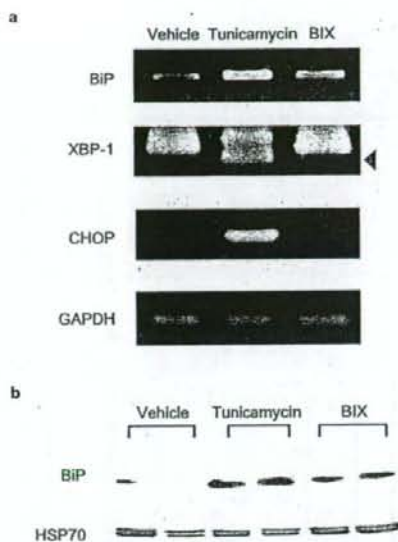 a
Vehicle Tunicamycin BIX
BiP
XBP-1
CHOP
GAPDH
b
Vehicle Tunicamycin BIX
BiP
HSP70